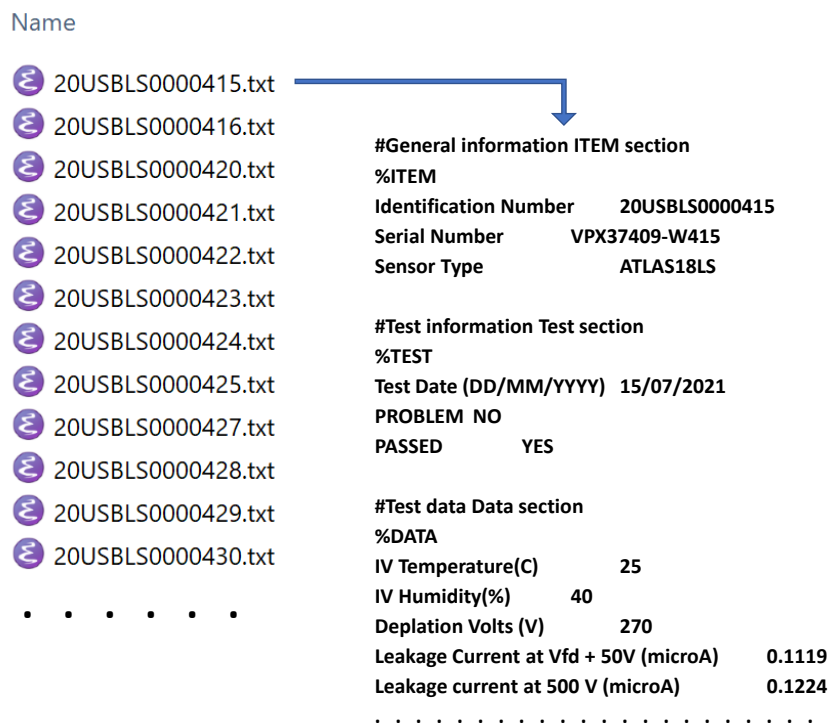 Name
20USBLS0000415.txt
20USBLS0000416.txt
20USBLS0000420.txt
20USBLS0000421.txt
20USBLS0000422.txt
20USBLS0000423.txt
20USBLS0000424.txt
20USBLS0000425.txt
20USBLS0000427.txt
20USBLS0000428.txt
20USBLS0000429.txt
20USBLS0000430.txt
. . . . . .
#General information ITEM section
%ITEM
Identification Number 20USBLS0000415
Serial Number VPX37409-W415
Sensor Type ATLAS18LS
#Test information Test section
%TEST
Test Date (DD/MM/YYYY) 15/07/2021
PROBLEM NO
PASSED YES
#Test data Data section
%DATA
IV Temperature(C) 25
IV Humidity(%) 40
Deplation Volts (V) 270
Leakage Current at Vfd + 50V (microA) 0.1119
Leakage current at 500 V (microA) 0.1224
. . . . . . . . . . . . . . . . . . . . . .